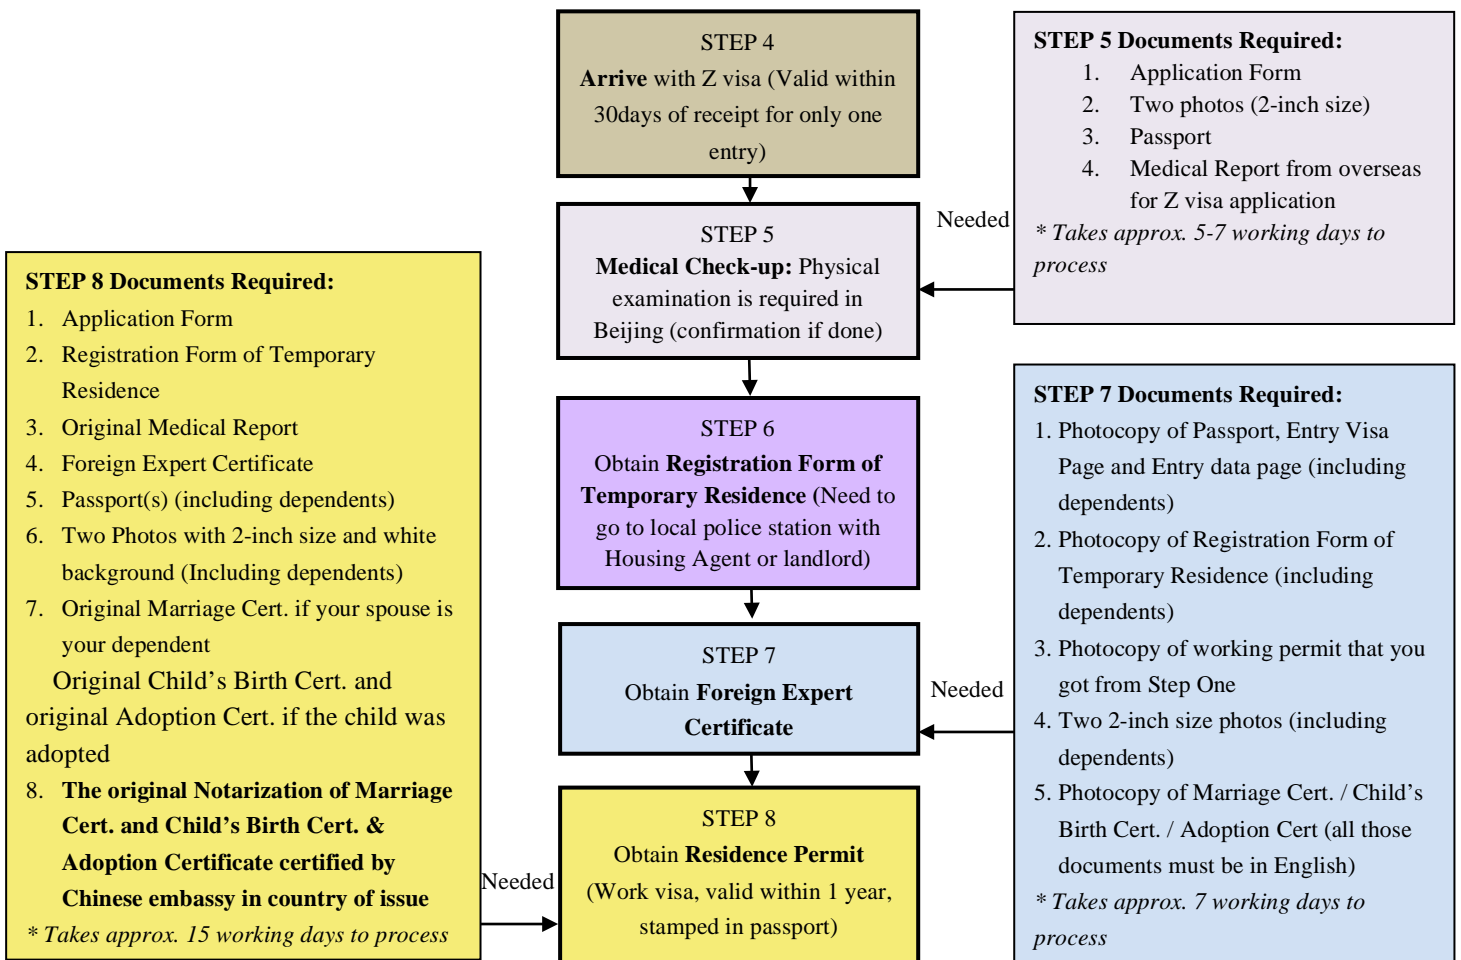 STEP 4
Arrive with Z visa (Valid within
30days of receipt for only one
entry)
STEP 5 Documents Required:
1. Application Form
2. Two photos (2-inch size)
3. Passport
4. Medical Report from overseas
for Z visa application
* Takes approx. 5-7 working days to
process
Needed
STEP 5
Medical Check-up: Physical
examination is required in
Beijing (confirmation if done)
STEP 8 Documents Required:
1. Application Form
2. Registration Form of Temporary
Residence
3. Original Medical Report
4. Foreign Expert Certificate
5. Passport(s) (including dependents)
6. Two Photos with 2-inch size and white
background (Including dependents)
7. Original Marriage Cert. if your spouse is
your dependent
Original Child’s Birth Cert. and
original Adoption Cert. if the child was
adopted
8. The original Notarization of Marriage
Cert. and Child’s Birth Cert. &
Adoption Certificate certified by
Chinese embassy in country of issue
* Takes approx. 15 working days to process
STEP 6
Obtain Registration Form of
Temporary Residence (Need to
go to local police station with
Housing Agent or landlord)
STEP 7 Documents Required:
1. Photocopy of Passport, Entry Visa
Page and Entry data page (including
dependents)
2. Photocopy of Registration Form of
Temporary Residence (including
dependents)
3. Photocopy of working permit that you
got from Step One
4. Two 2-inch size photos (including
dependents)
5. Photocopy of Marriage Cert. / Child’s
Birth Cert. / Adoption Cert (all those
documents must be in English)
* Takes approx. 7 working days to
process
Needed
STEP 7
Obtain Foreign Expert
Certificate
Needed
STEP 8
Obtain Residence Permit
(Work visa, valid within 1 year,
stamped in passport)